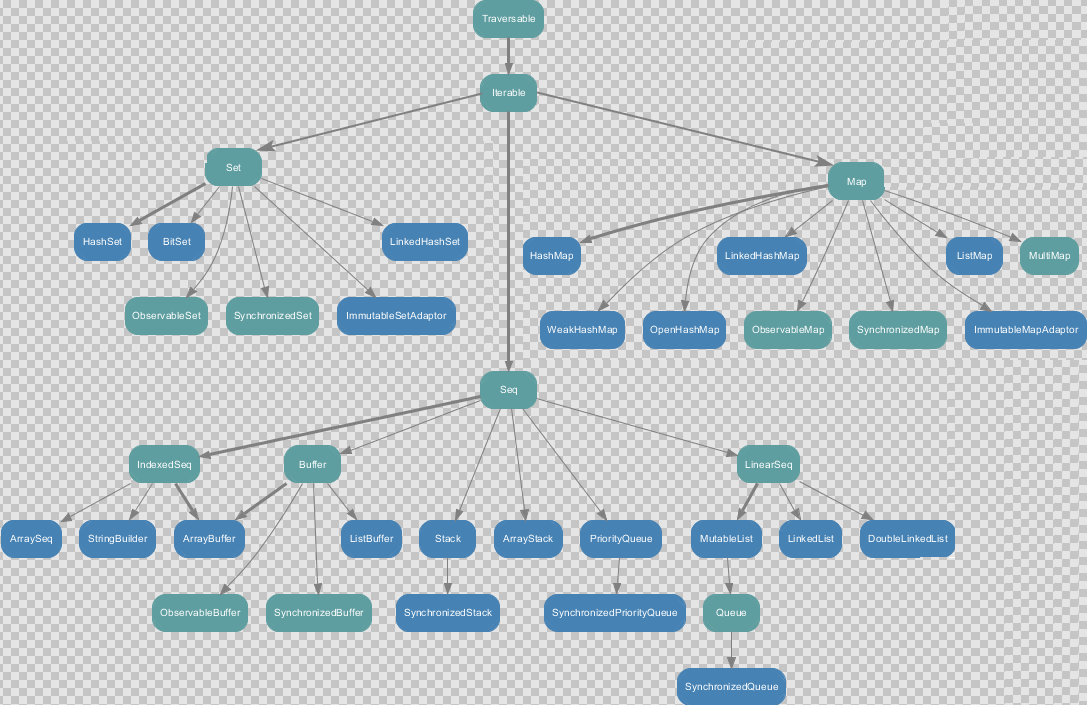 Traversable
Iterable
Set
Map
HashSet
BitSet
LinkedHashSet
HashMap
LinkedHashMap
ListMap
MultiMap
ObservableSet
SynchronizedSet
ImmutableSetAdaptor
WeakHashMap
OpenHashMap
ObservableMap
SynchronizedMap
ImmutableMapAdaptor
Seq
IndexedSeq
Buffer
LinearSeq
ArraySeq
StringBuilder
ArrayBuffer
ListBuffer
Stack
ArrayStack
PriorityQueue
MutableList
LinkedList
DoubleLinkedList
ObservableBuffer
SynchronizedBuffer
SynchronizedStack
SynchronizedPriorityQueue
Queue
SynchronizedQueue